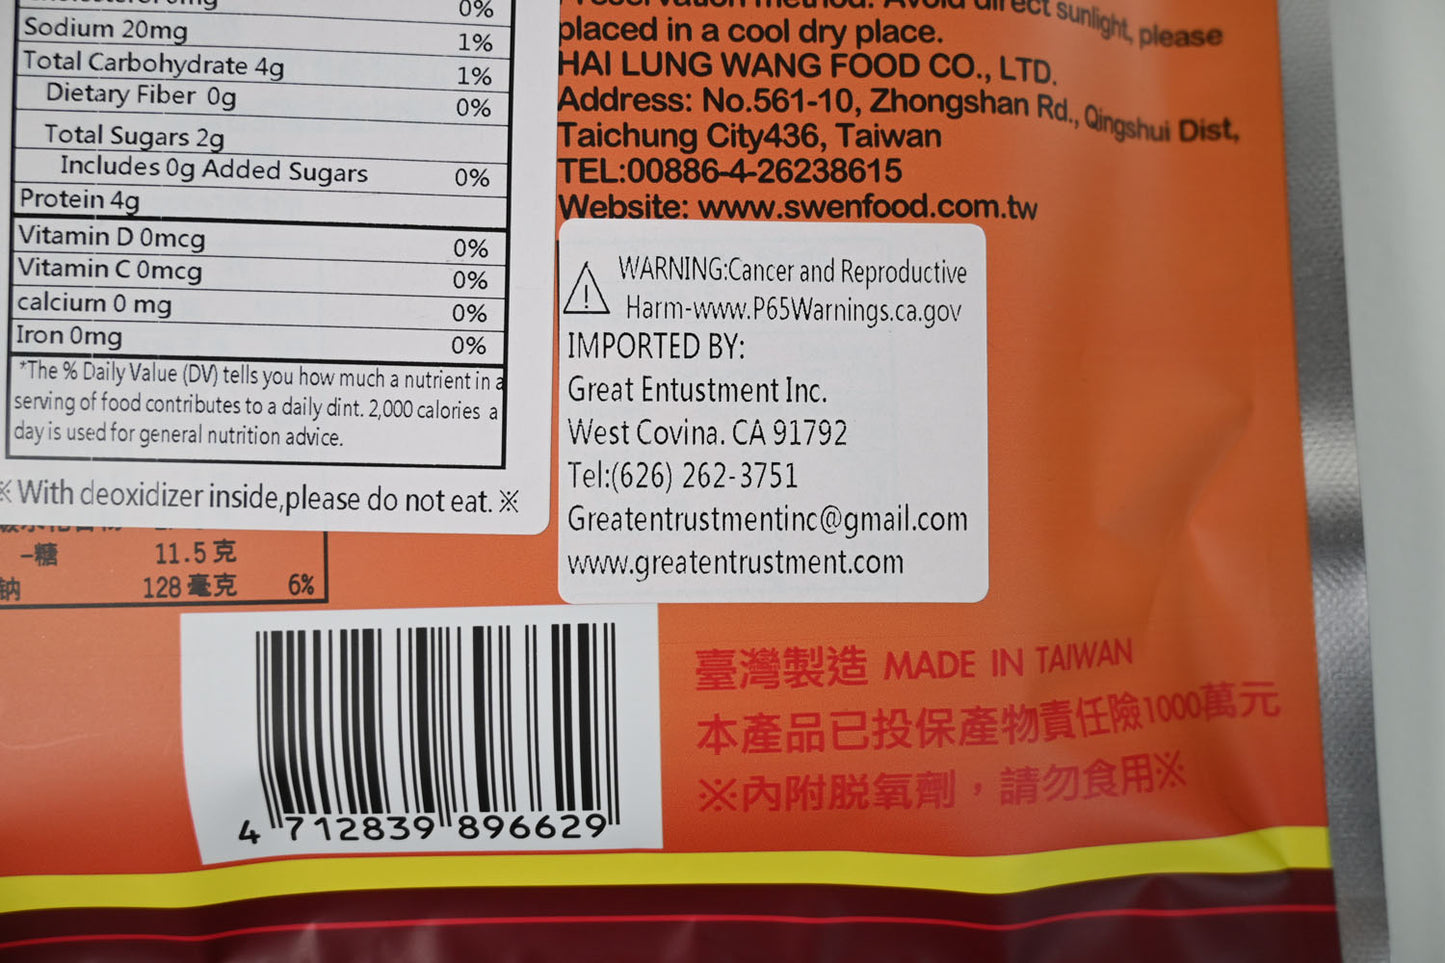 0%
Sodium 20mg 1%
Total Carbohydrate 4g 1%
Dietary Fiber 0g 0%
Total Sugars 2g
Includes 0g Added Sugars 0%
Protein 4g
Vitamin D 0mcg 0%
Vitamin C 0mcg 0%
calcium 0 mg 0%
Iron 0mg 0%
*The % Daily Value (DV) tells you how much a nutrient in a
serving of food contributes to a daily dint. 2,000 calories a
day is used for general nutrition advice.
※With deoxidizer inside,please do not eat.※
-糖 11.5 克
鈉 128 毫克 6%
4 712839 896629
direct sunlight, please
placed in a cool dry place.
HAI LUNG WANG FOOD CO., LTD.
Address: No.561-10, Zhongshan Rd., Qingshui Dist,
Taichung City436, Taiwan
TEL:00886-4-26238615
Website: www.swenfood.com.tw
WARNING:Cancer and Reproductive
Harm-www.P65Warnings.ca.gov
IMPORTED BY:
Great Entustment Inc.
West Covina. CA 91792
Tel:(626) 262-3751
Greatentrustmentinc@gmail.com
www.greatentrustment.com
臺灣製造 MADE IN TAIWAN
本產品已投保產物責任險1000萬元
※內附脫氧劑，請勿食用※